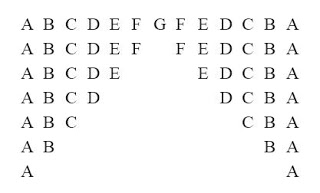 A B C D E F G F E D C B A
A B C D E F   F E D C B A
A B C D E       E D C B A
A B C D           D C B A
A B C               C B A
A B                   B A
A                       A